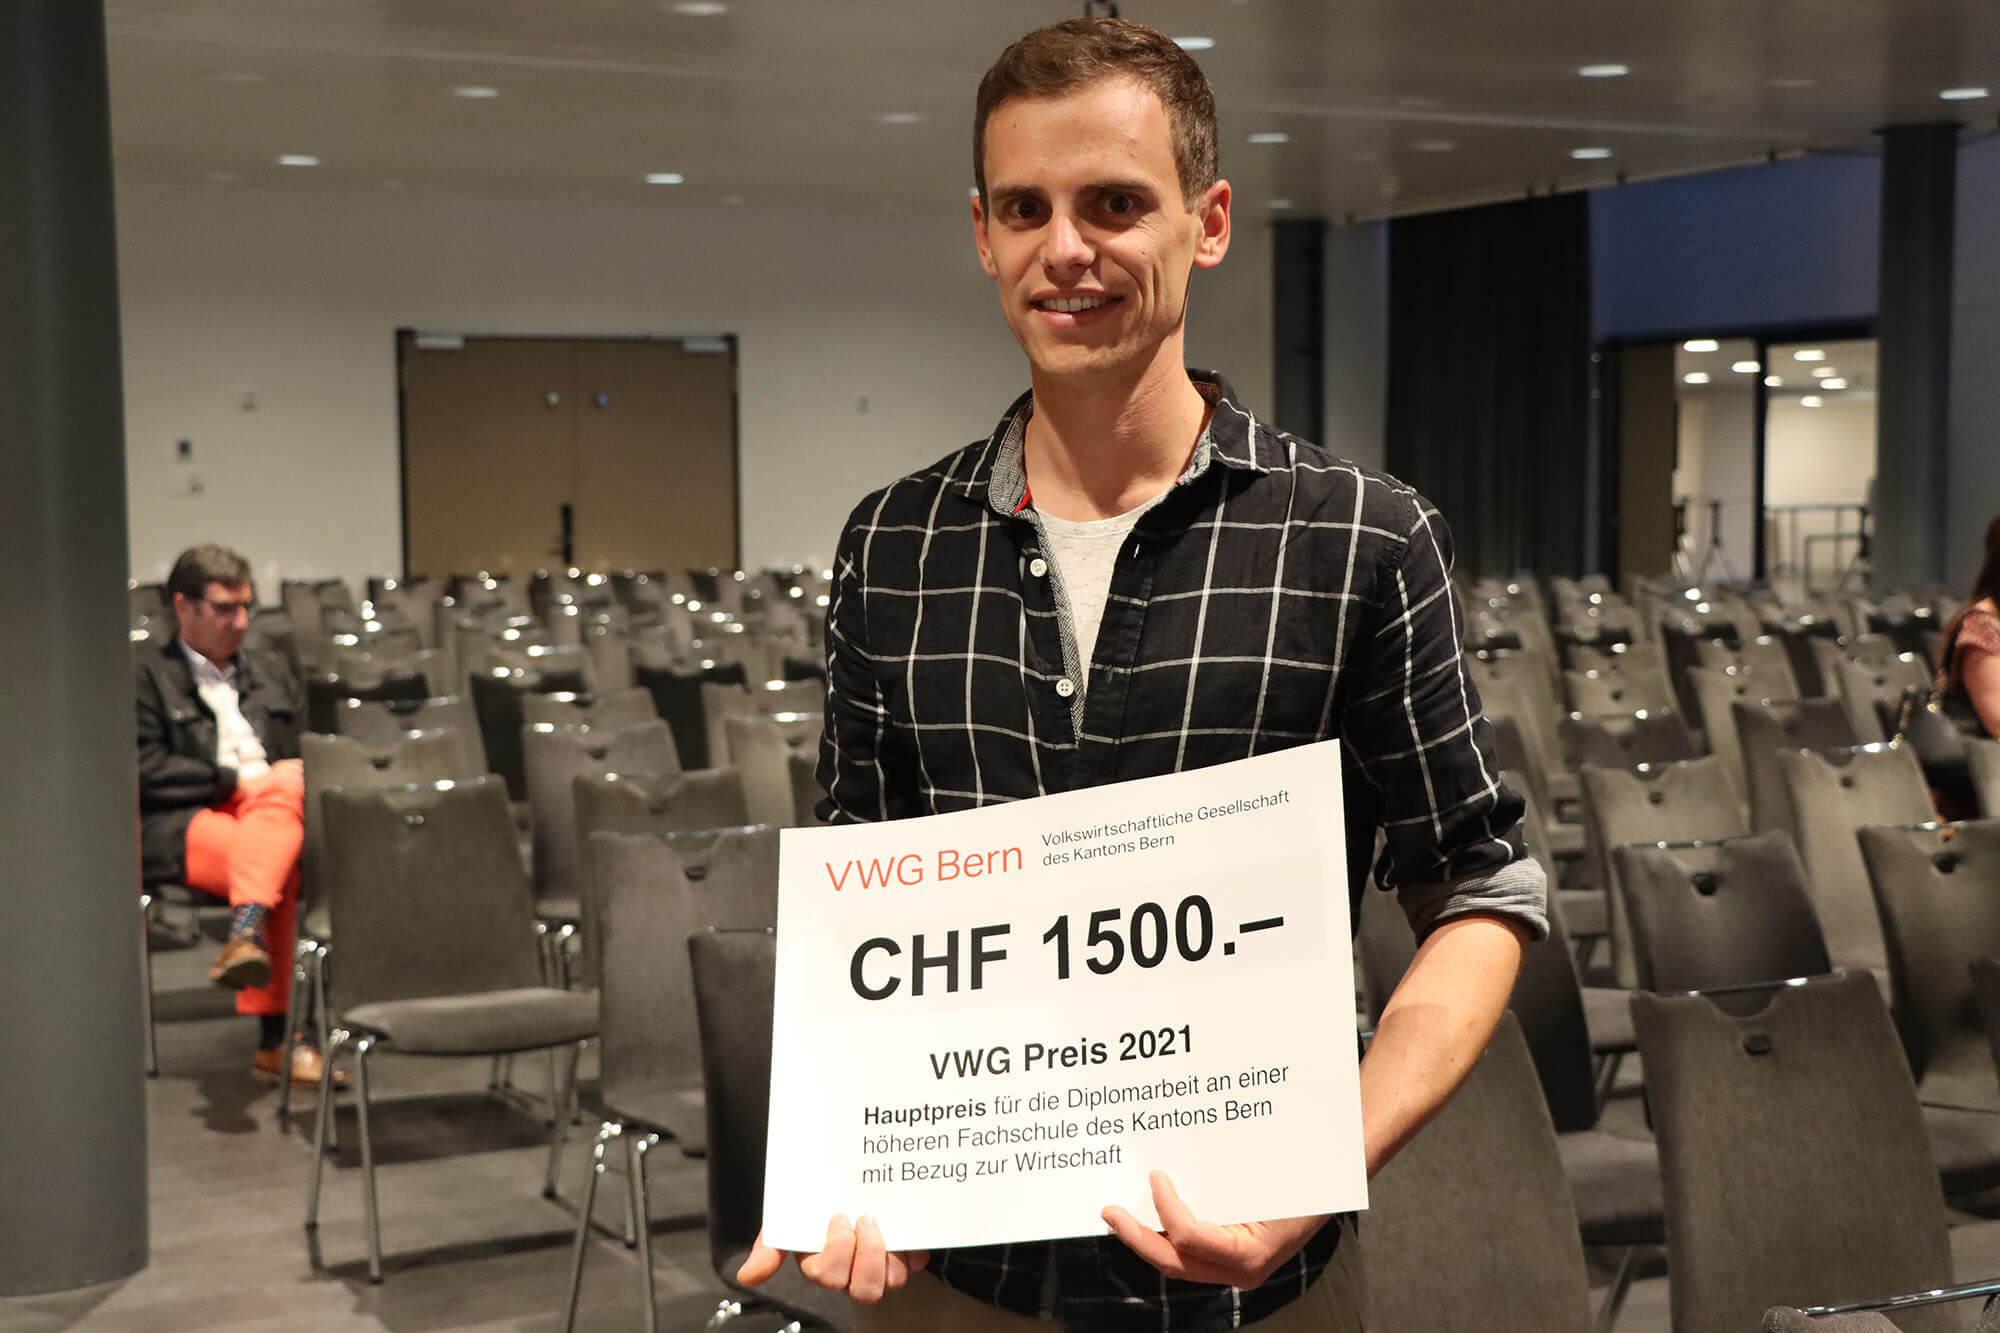 VWG Bern
Volkswirtschaftliche Gesellschaft
des Kantons Bern
CHF 1500.–
VWG Preis 2021
Hauptpreis für die Diplomarbeit an einer
höheren Fachschule des Kantons Bern
mit Bezug zur Wirtschaft